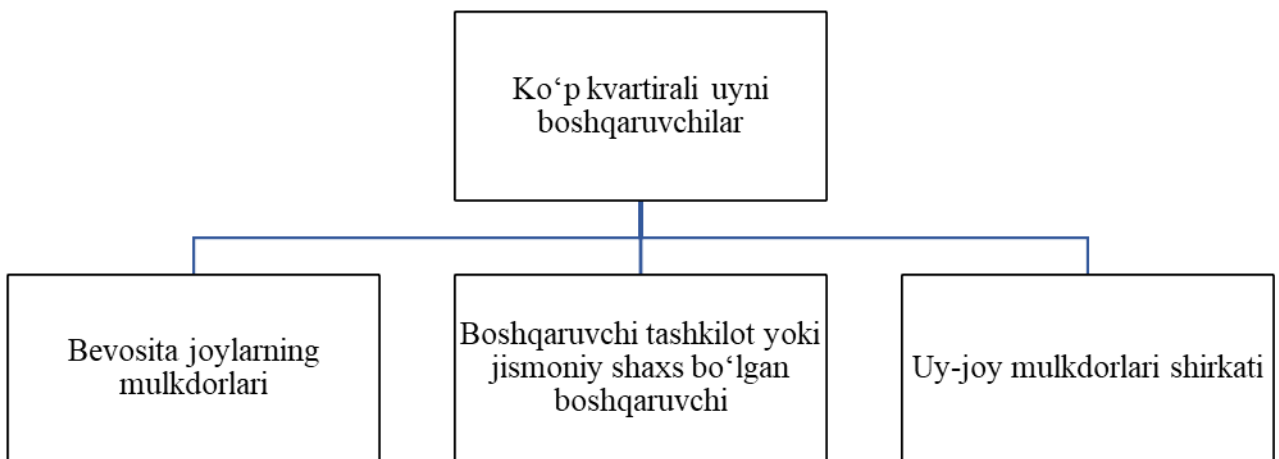 Ko‘p kvartirali uyni
boshqaruvchilar
Bevosita joylarning
mulkdorlari
Boshqaruvchi tashkilot yoki
jismoniy shaxs bo‘lgan
boshqaruvchi
Uy-joy mulkdorlari shirkati